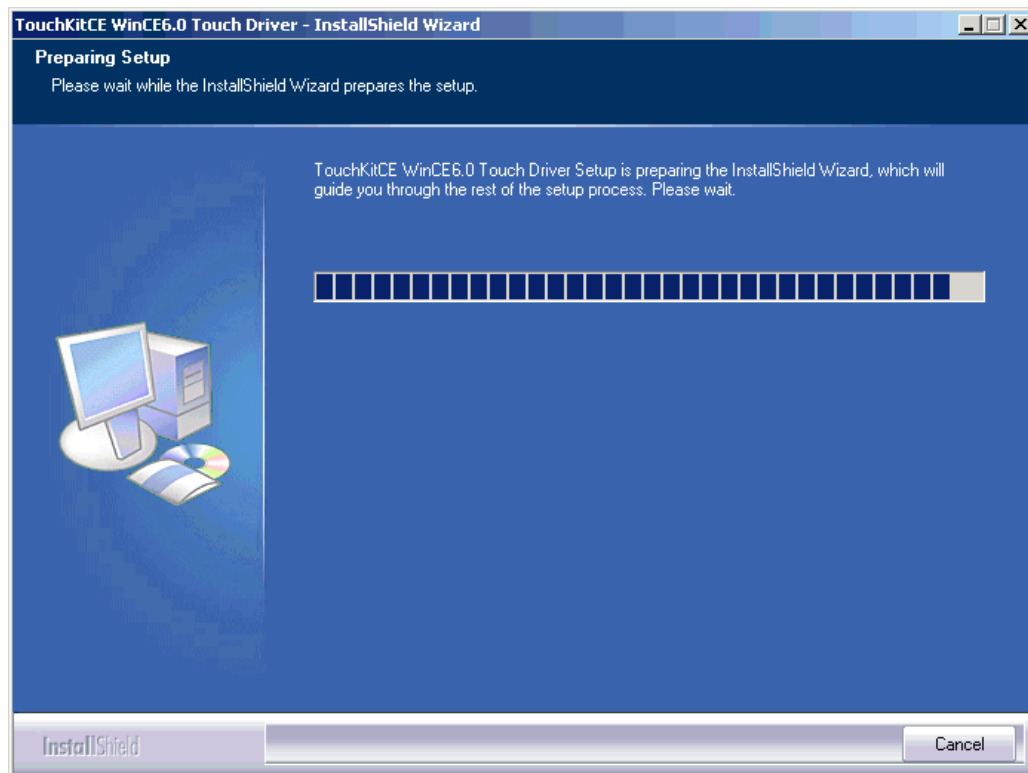 TouchKitCE WinCE6.0 Touch Driver - InstallShield Wizard
Preparing Setup
Please wait while the InstallShield Wizard prepares the setup.
TouchKitCE WinCE6.0 Touch Driver Setup is preparing the InstallShield Wizard, which will
guide you through the rest of the setup process. Please wait.
InstallShield
Cancel